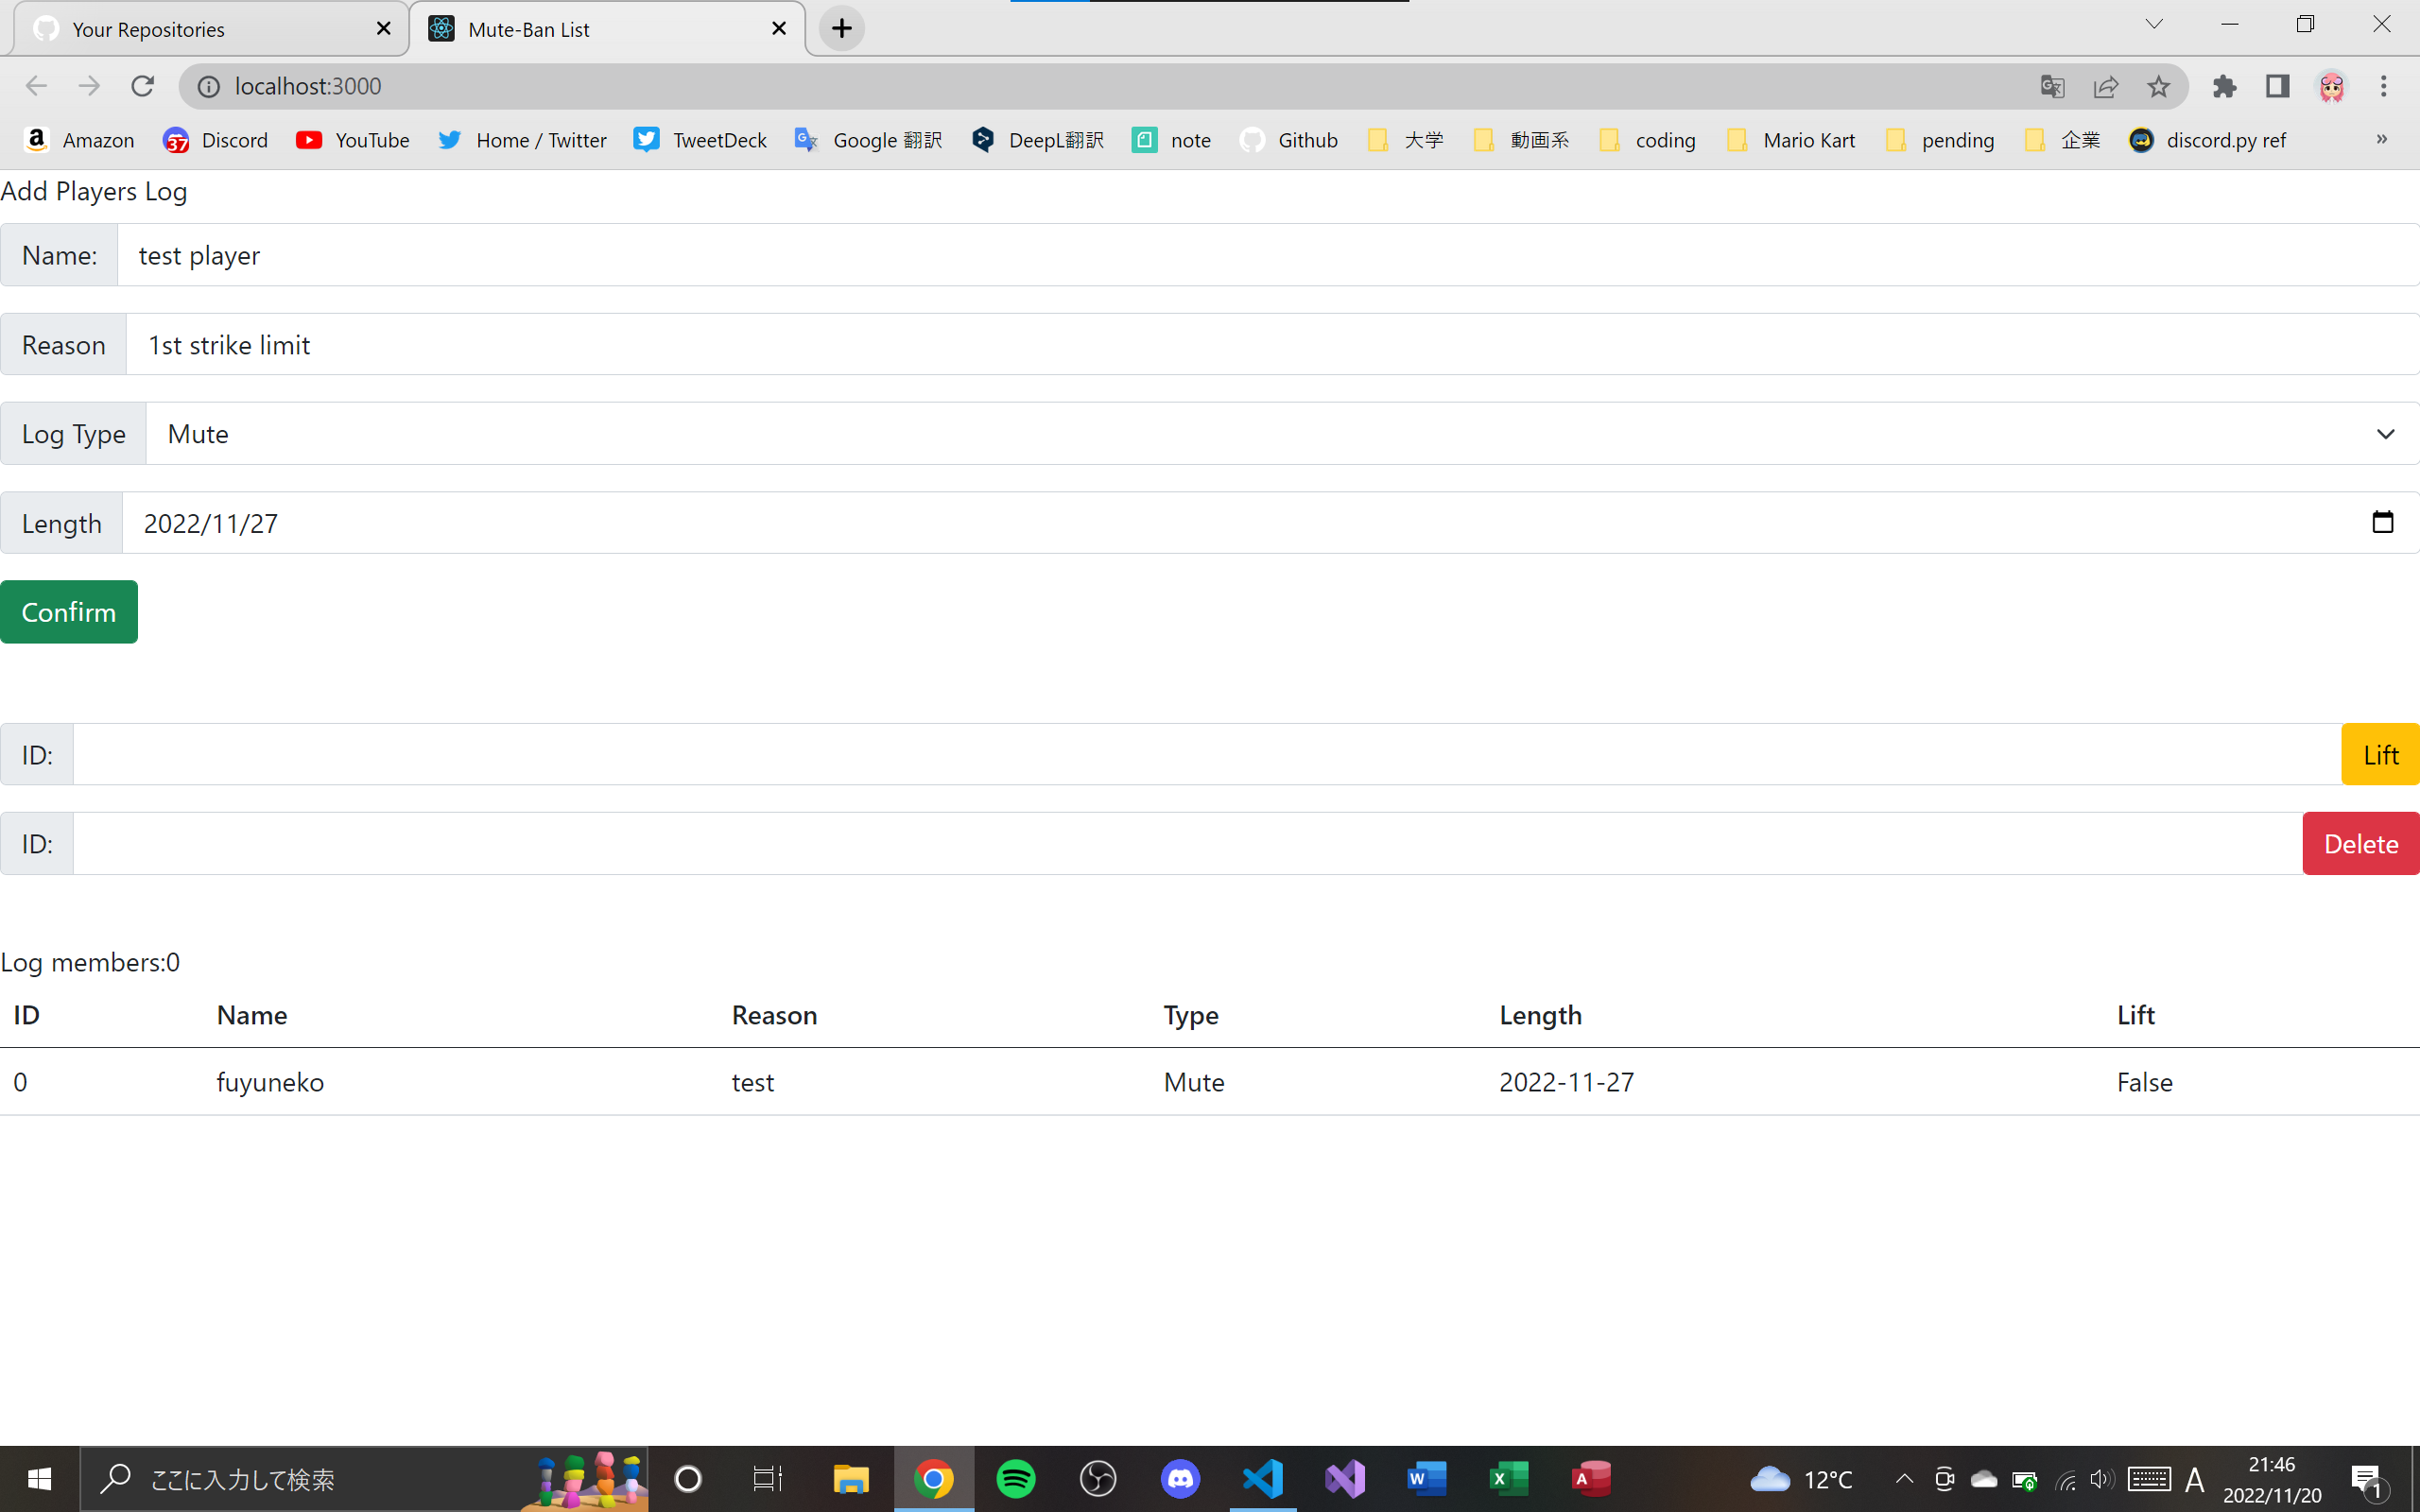 Your Repositories
Mute-Ban List
localhost:3000
Amazon 37 Discord YouTube Home / Twitter TweetDeck Google 翻訳 DeepL翻訳 note Github 大学 動画系 coding Mario Kart pending 企業 discord.py ref »
Add Players Log
Name: test player
Reason 1st strike limit
Log Type Mute
Length 2022/11/27
Confirm
ID: Lift
ID: Delete
Log members:0
ID Name Reason Type Length Lift
0 fuyuneko test Mute 2022-11-27 False
ここに入力して検索
12°C
A
21:46
2022/11/20
1